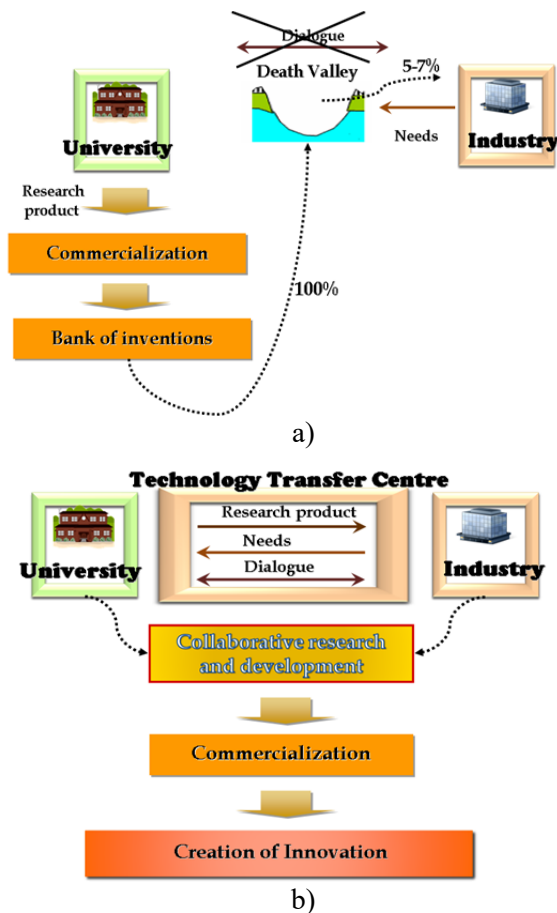 Dialogue
Death Valley
5-7%
University
Needs
Industry
Research
product
Commercialization
100%
Bank of inventions
a)
Technology Transfer Centre
Research product
Needs
University
Dialogue
Industry
Collaborative research
and development
Commercialization
Creation of Innovation
b)